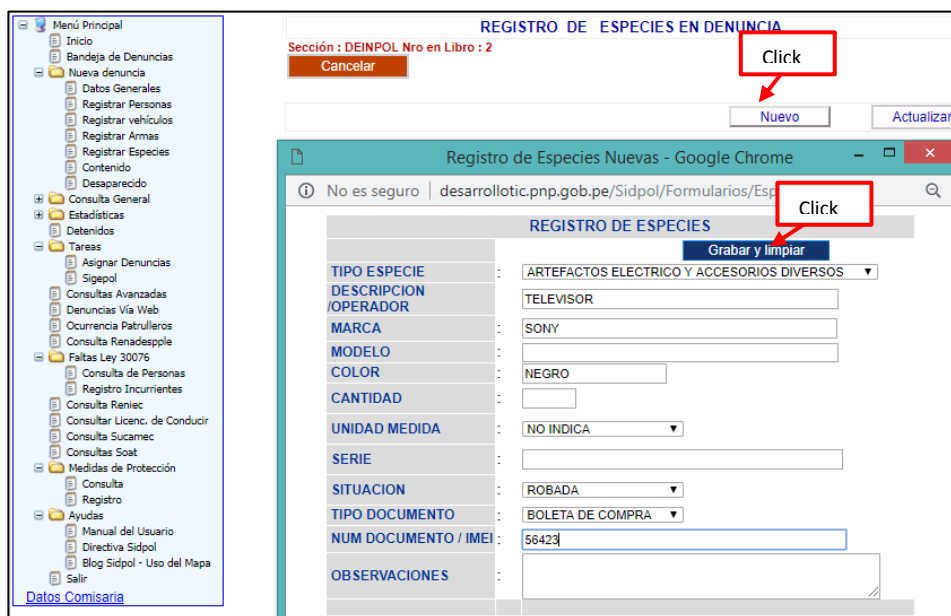 Menú Principal
Inicio
Bandeja de Denuncias
Nueva denuncia
Datos Generales
Registrar Personas
Registrar vehículos
Registrar Armas
Registrar Especies
Contenido
Desaparecido
Consulta General
Estadísticas
Detenidos
Tareas
Asignar Denuncias
Sigepol
Consultas Avanzadas
Denuncias Vía Web
Ocurrencia Patrulleros
Consulta Renadespple
Faltas Ley 30076
Consulta de Personas
Registro Incurrientes
Consulta Reniec
Consultar Licenc. de Conducir
Consulta Sucamec
Consultas Soat
Medidas de Protección
Consulta
Registro
Ayudas
Manual del Usuario
Directiva Sidpol
Blog Sidpol - Uso del Mapa
Salir
Datos Comisaria
REGISTRO DE ESPECIES EN DENUNCIA
Sección : DEINPOL Nro en Libro : 2
Cancelar
Click
Nuevo Actualizar
Registro de Especies Nuevas - Google Chrome
No es seguro | desarrollotic.pnp.gob.pe/Sidpol/Formularios/Esp
Click
REGISTRO DE ESPECIES
Grabar y limpiar
TIPO ESPECIE : ARTEFACTOS ELECTRICO Y ACCESORIOS DIVERSOS
DESCRIPCION
/OPERADOR TELEVISOR
MARCA : SONY
MODELO :
COLOR : NEGRO
CANTIDAD :
UNIDAD MEDIDA : NO INDICA
SERIE :
SITUACION : ROBADA
TIPO DOCUMENTO : BOLETA DE COMPRA
NUM DOCUMENTO / IMEI : 56423
OBSERVACIONES :